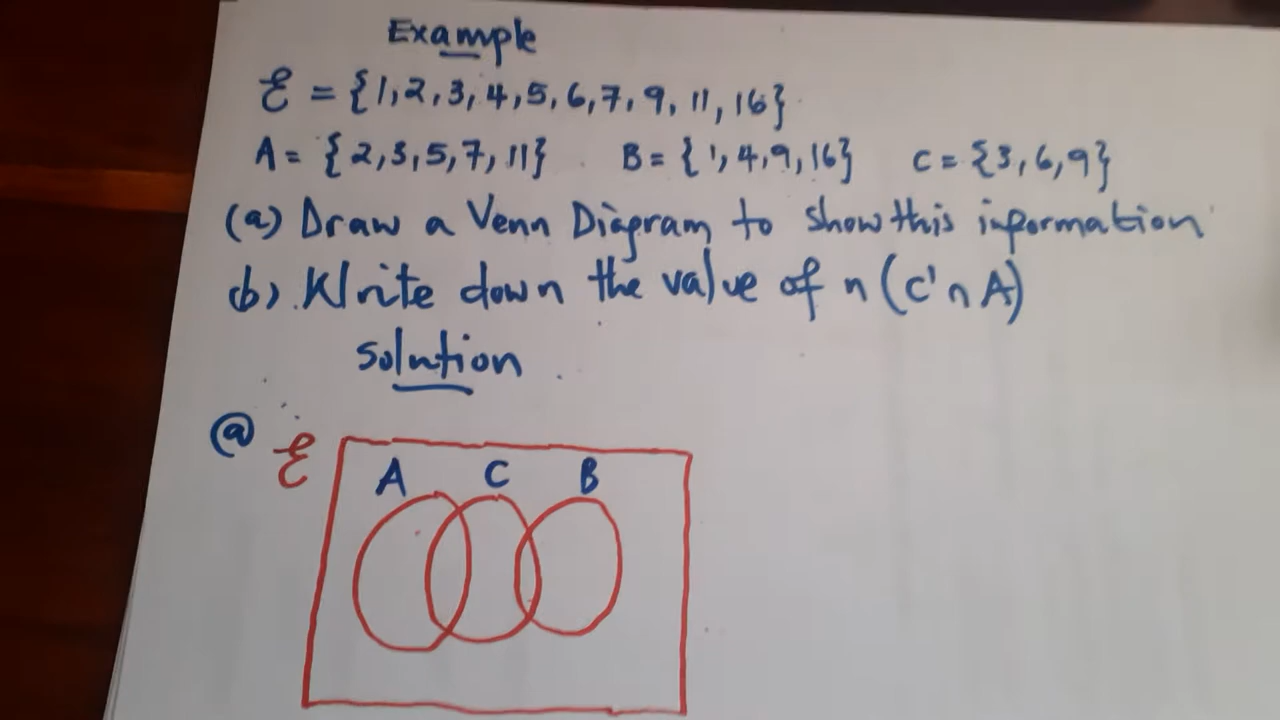 Example
ℰ = {1, 2, 3, 4, 5, 6, 7, 9, 11, 16}
A = {2, 3, 5, 7, 11} B = {1, 4, 9, 16} C = {3, 6, 9}
(a) Draw a Venn Diagram to show this information
(b). Write down the value of n(C' ∩ A)
Solution
(a) ℰ
A C B